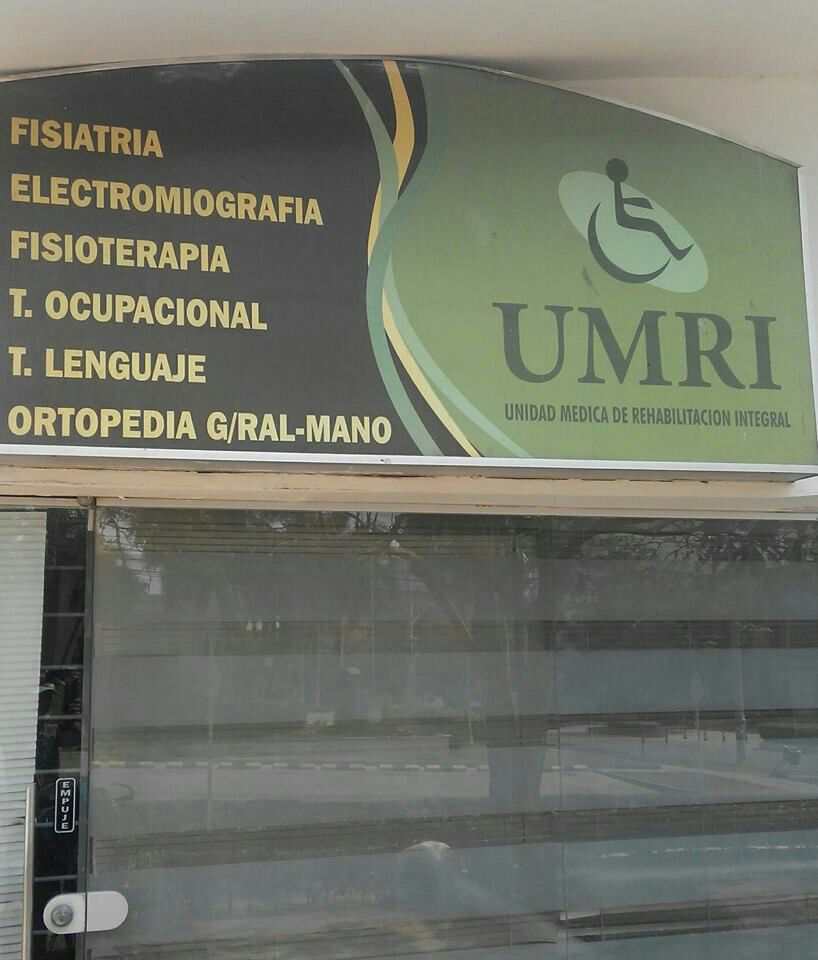 FISIATRIA
ELECTROMIOGRAFIA
FISIOTERAPIA
T. OCUPACIONAL
T. LENGUAJE
ORTOPEDIA G/RAL-MANO
UMRI
UNIDAD MEDICA DE REHABILITACION INTEGRAL
EMPUJE